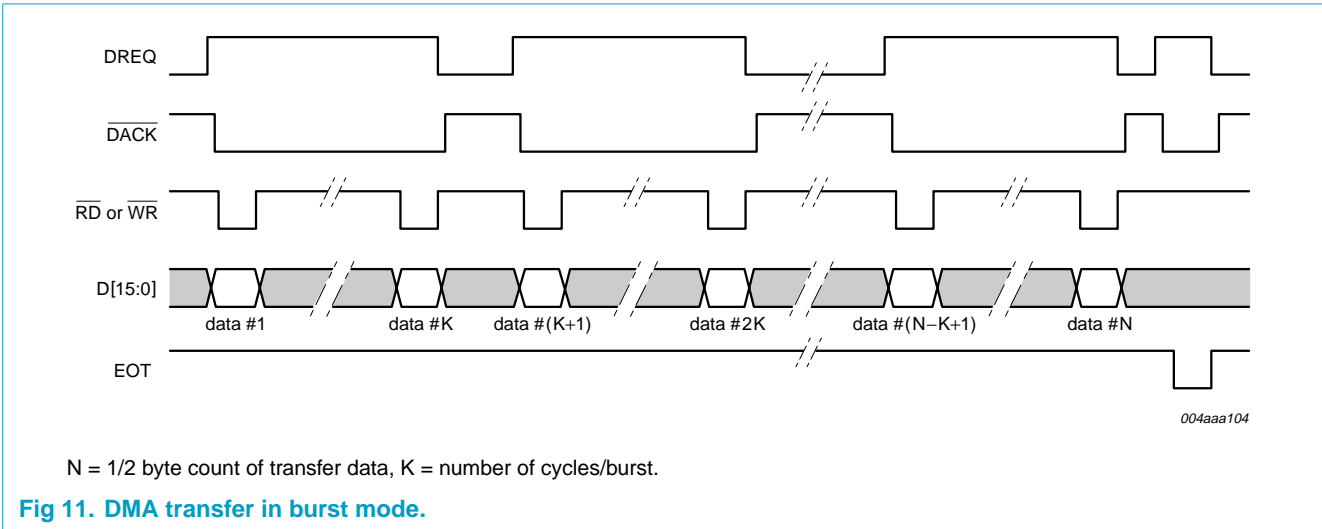 DREQ
DACK
RD or WR
D[15:0]
data #1 data #K data #(K+1) data #2K data #(N−K+1) data #N
EOT
004aaa104
N = 1/2 byte count of transfer data, K = number of cycles/burst.
Fig 11. DMA transfer in burst mode.